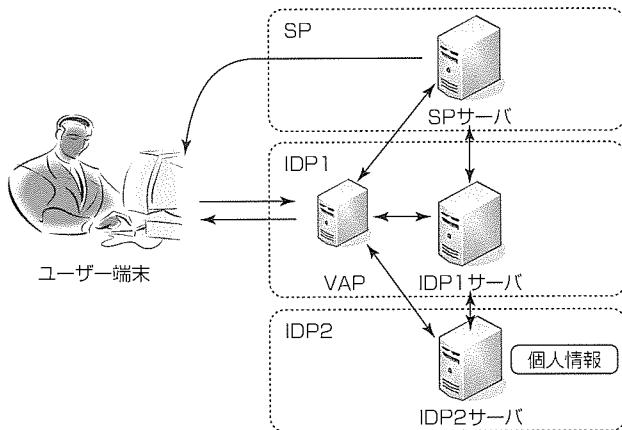 SP
SPサーバ
IDP1
ユーザー端末
VAP
IDP1サーバ
IDP2
個人情報
IDP2サーバ